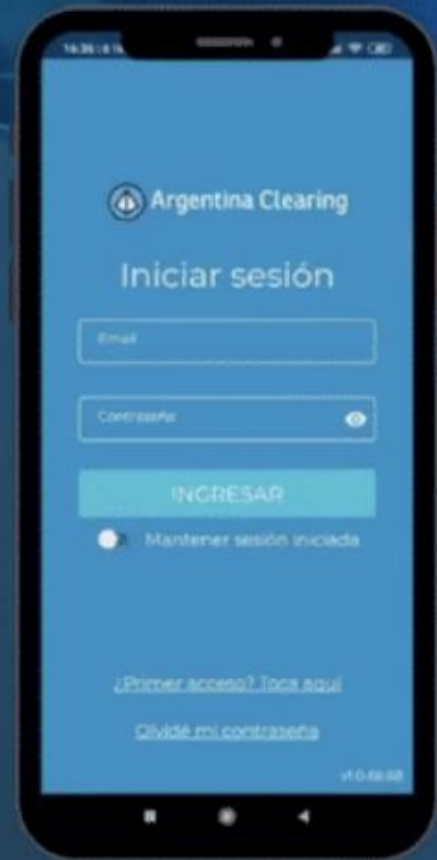 Argentina Clearing
Iniciar sesión
Email
Contraseña
INGRESAR
Mantener sesión iniciada
¿Primer acceso? Toca aquí
Olvidé mi contraseña